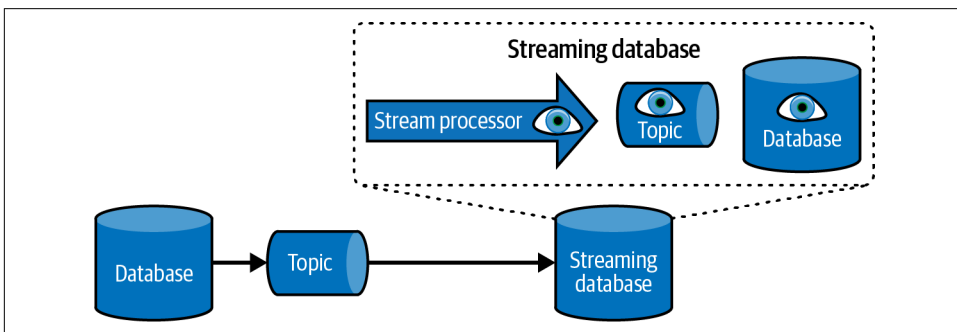 Streaming database
Stream processor
Topic
Database
Database
Topic
Streaming
database